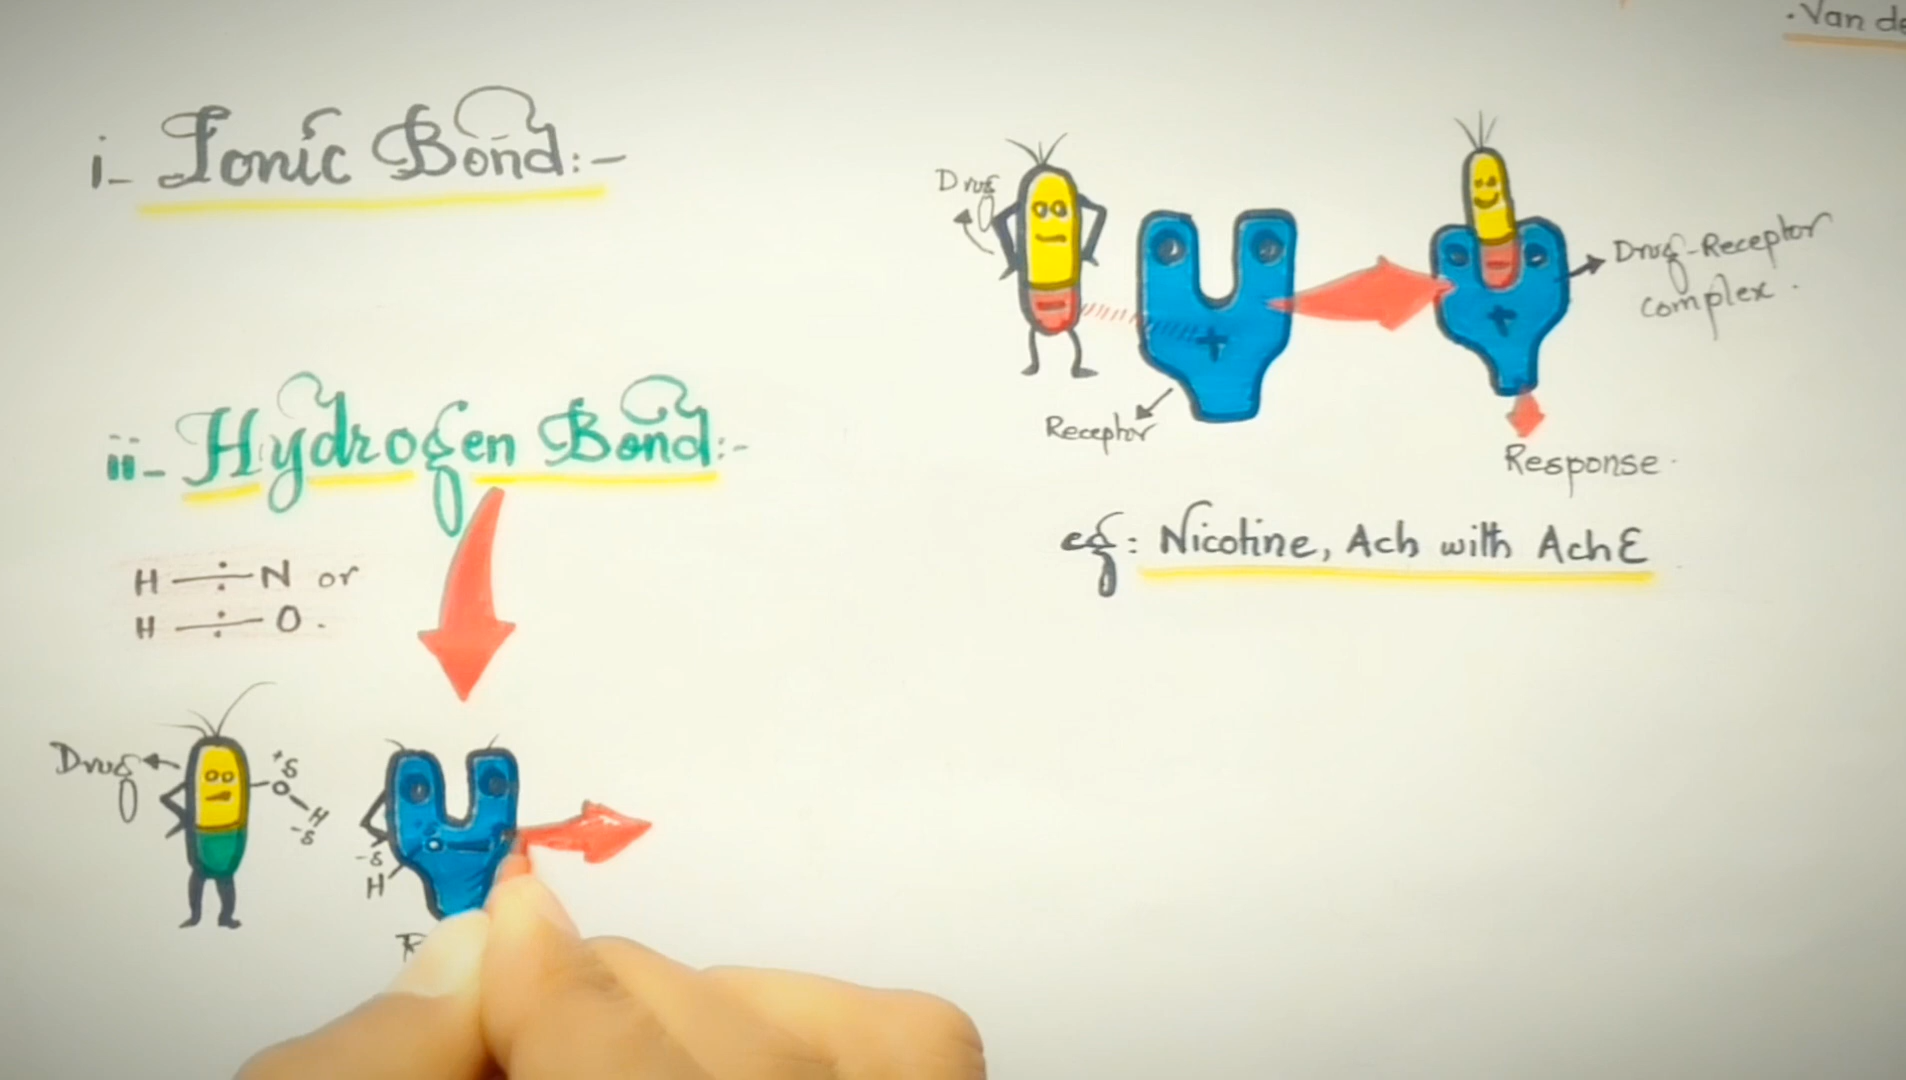 . Van de
i- Ionic Bond:-
Drug
Drug-Receptor
complex.
-
-
+
+
Receptor
Response.
ii- Hydrogen Bond:-
eg: Nicotine, Ach with AchE
H ÷ N or
H ÷ O.
Drug
+δ
O
H
-δ
-δ
H